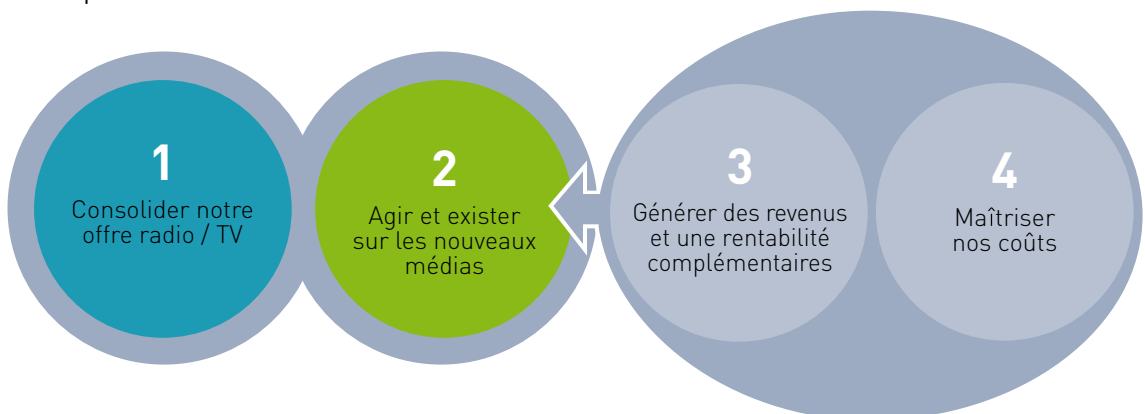 1
Consolider notre
offre radio / TV
2
Agir et exister
sur les nouveaux
médias
3
Générer des revenus
et une rentabilité
complémentaires
4
Maîtriser
nos coûts